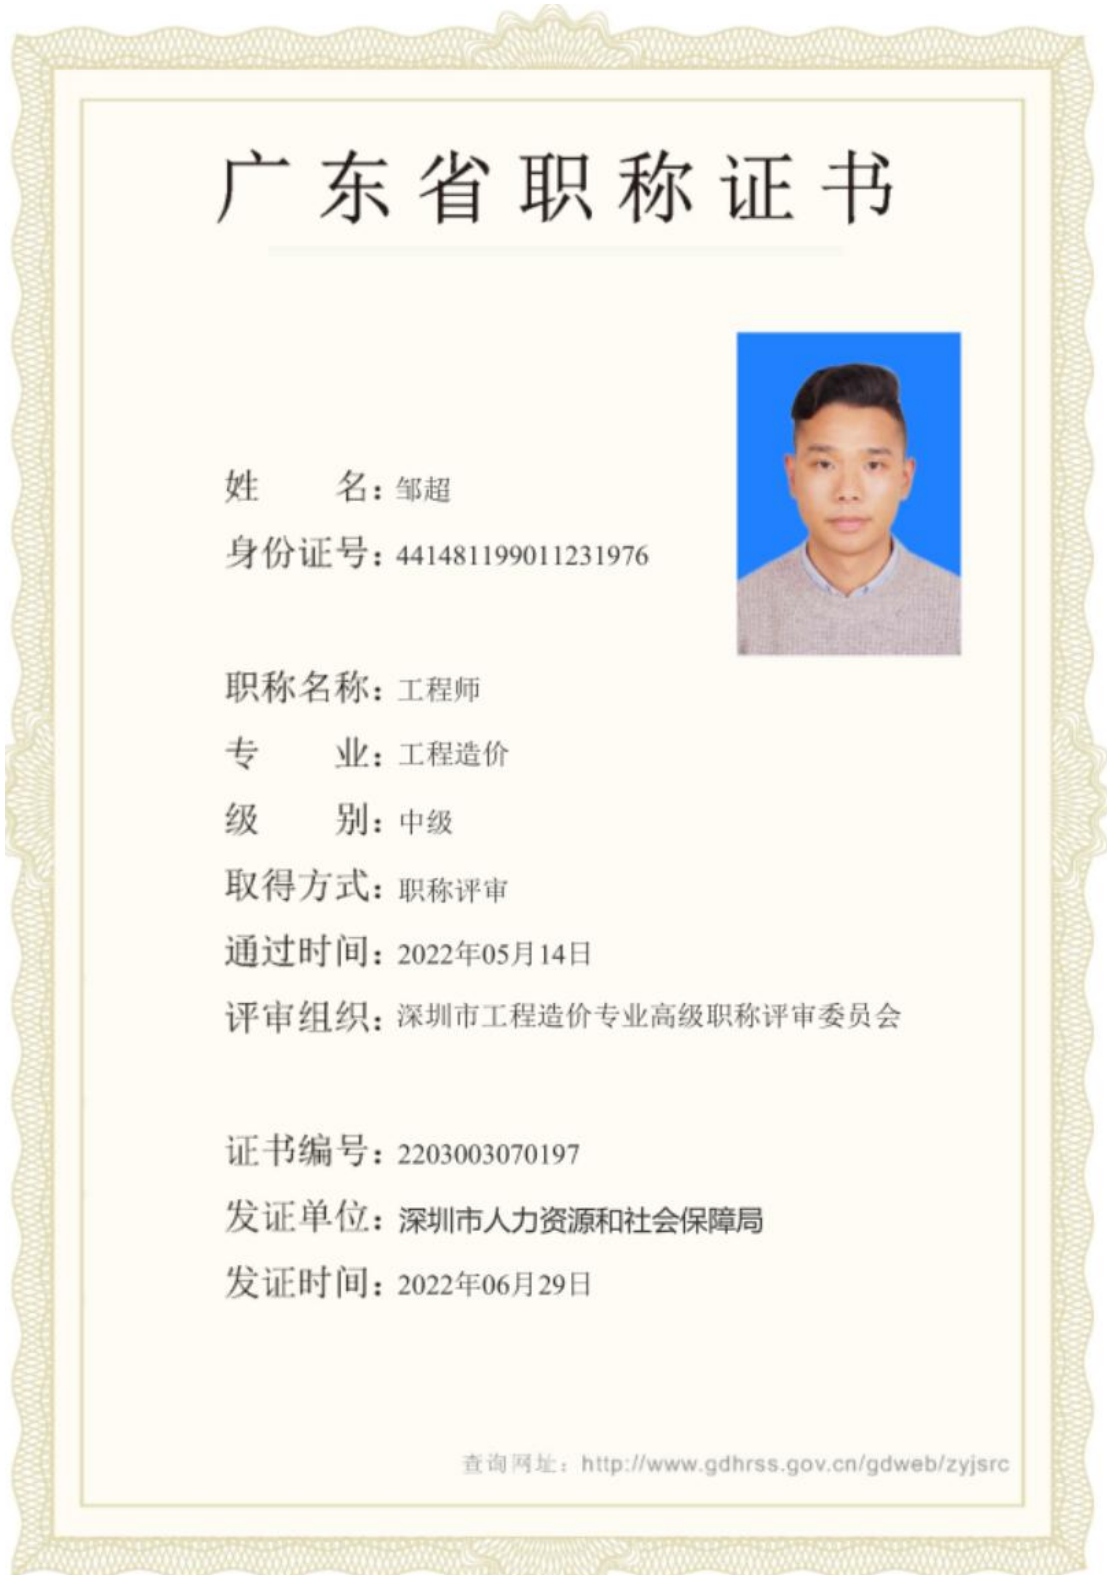 广东省职称证书
姓 名：邹超
身份证号：441481199011231976
职称名称：工程师
专 业：工程造价
级 别：中级
取得方式：职称评审
通过时间：2022年05月14日
评审组织：深圳市工程造价专业高级职称评审委员会
证书编号：2203003070197
发证单位：深圳市人力资源和社会保障局
发证时间：2022年06月29日
查询网址：http://www.gdhrss.gov.cn/gdweb/zyjsrc